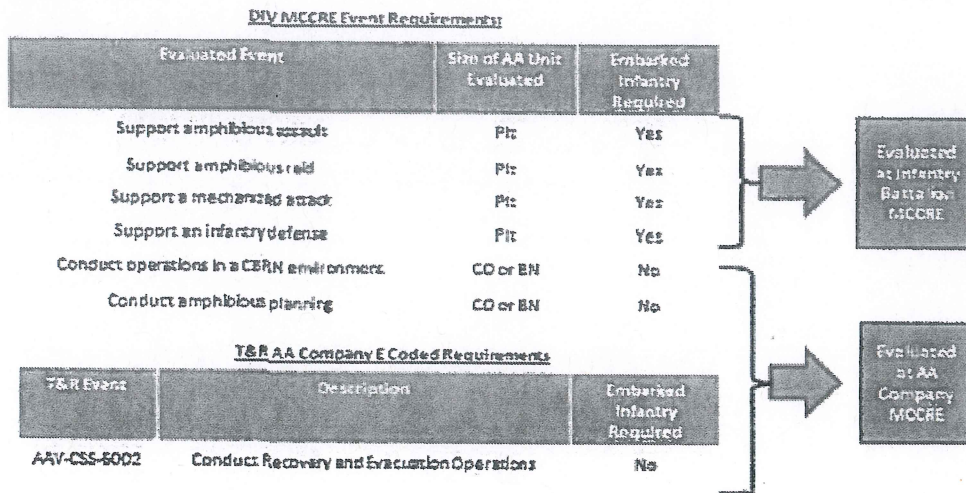 DIV MCCRE Event Requirements:
Evaluated Event
Size of AA Unit
Evaluated
Embarked
Infantry
Required
Support amphibious assault Plt Yes
Support amphibious raid Plt Yes
Support a mechanized attack Plt Yes
Support an infantry defense Plt Yes
Conduct operations in a CBRN environment. CO or BN No
Conduct amphibious planning CO or BN No
Evaluated
at Infantry
Battalion
MCCRE
T&R AA Company E Coded Requirements
T&R Event
Description
Embarked
Infantry
Required
AAV-CSS-6002 Conduct Recovery and Evacuation Operations No
Evaluated
at AA
Company
MCCRE